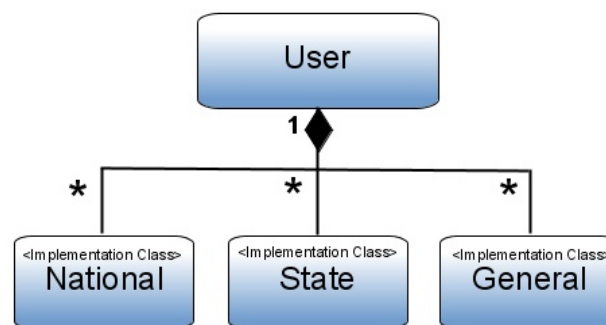 User
1
* * *
<Implementation Class> <Implementation Class> <Implementation Class>
National State General